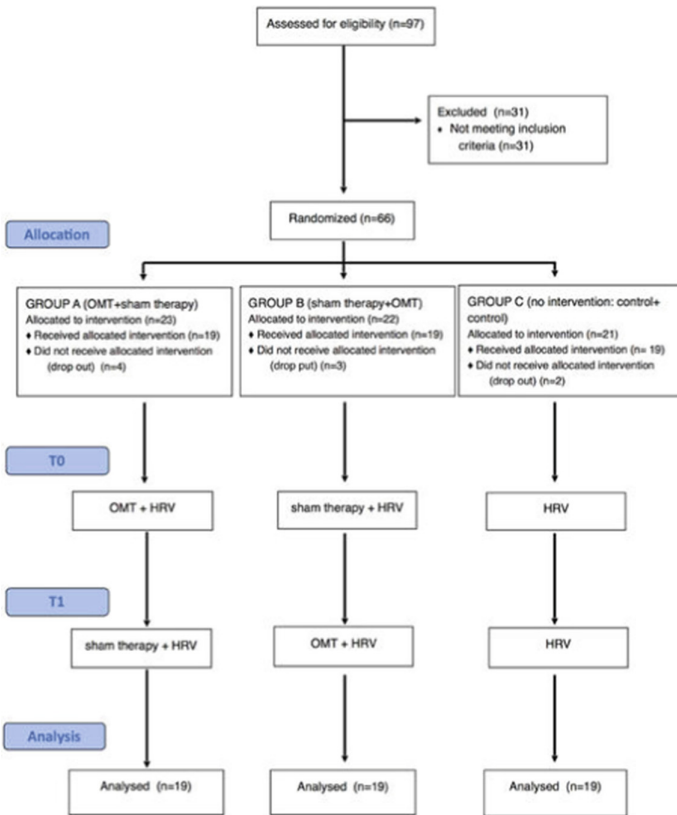 Assessed for eligibility (n=97)
Excluded (n=31)
♦ Not meeting inclusion
criteria (n=31)
Randomized (n=66)
Allocation
GROUP A (OMT+sham therapy)
Allocated to intervention (n=23)
♦ Received allocated intervention (n=19)
♦ Did not receive allocated intervention
(drop out) (n=4)
GROUP B (sham therapy+OMT)
Allocated to intervention (n=22)
♦ Received allocated intervention (n=19)
♦ Did not receive allocated intervention
(drop put) (n=3)
GROUP C (no intervention: control+
control)
Allocated to intervention (n=21)
♦ Received allocated intervention (n= 19)
♦ Did not receive allocated intervention
(drop out) (n=2)
T0
OMT + HRV
sham therapy + HRV
HRV
T1
sham therapy + HRV
OMT + HRV
HRV
Analysis
Analysed (n=19)
Analysed (n=19)
Analysed (n=19)